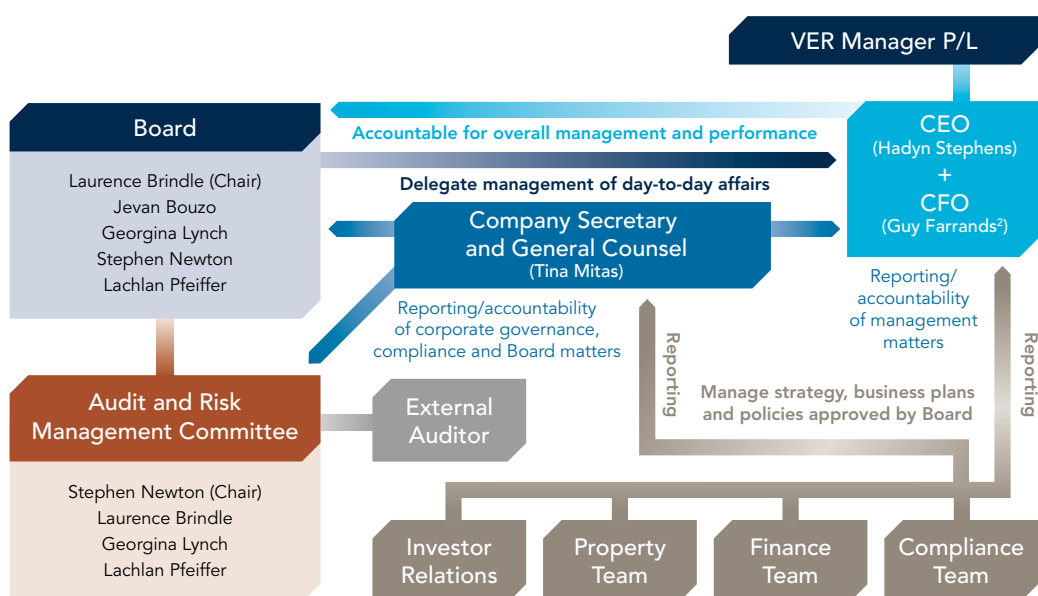 VER Manager P/L
Board
Laurence Brindle (Chair)
Jevan Bouzo
Georgina Lynch
Stephen Newton
Lachlan Pfeiffer
Accountable for overall management and performance
Delegate management of day-to-day affairs
CEO
(Hadyn Stephens)
+
CFO
(Guy Farrands²)
Company Secretary
and General Counsel
(Tina Mitas)
Reporting/accountability
of corporate governance,
compliance and Board matters
Reporting/
accountability
of management
matters
Reporting
Reporting
Manage strategy, business plans
and policies approved by Board
Audit and Risk
Management Committee
Stephen Newton (Chair)
Laurence Brindle
Georgina Lynch
Lachlan Pfeiffer
External
Auditor
Investor
Relations
Property
Team
Finance
Team
Compliance
Team